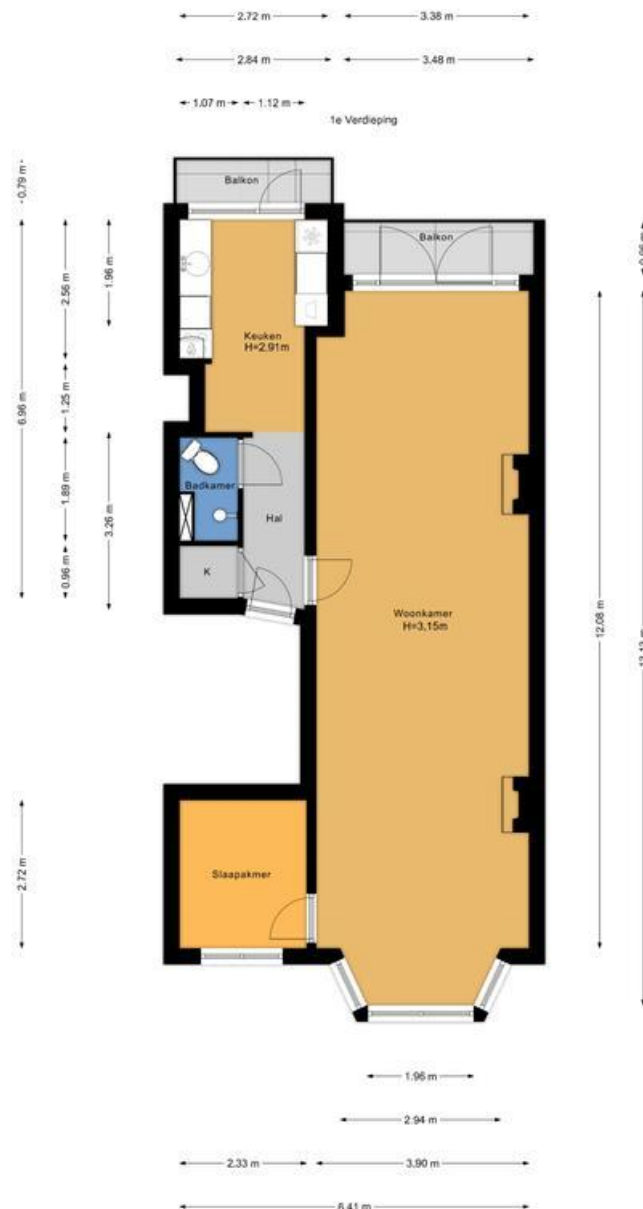 2.72 m
3.38 m
2.84 m
3.48 m
1.07 m
1.12 m
1e Verdieping
0.79 m
Balkon
Balkon
1.96 m
2.56 m
Keuken
H=2.91m
6.96 m
1.25 m
1.89 m
3.26 m
Badkamer
Hal
0.96 m
K
Woonkamer
H=3,15m
12.08 m
2.72 m
Slaapakmer
1.96 m
2.94 m
2.33 m
3.90 m
6.41 m